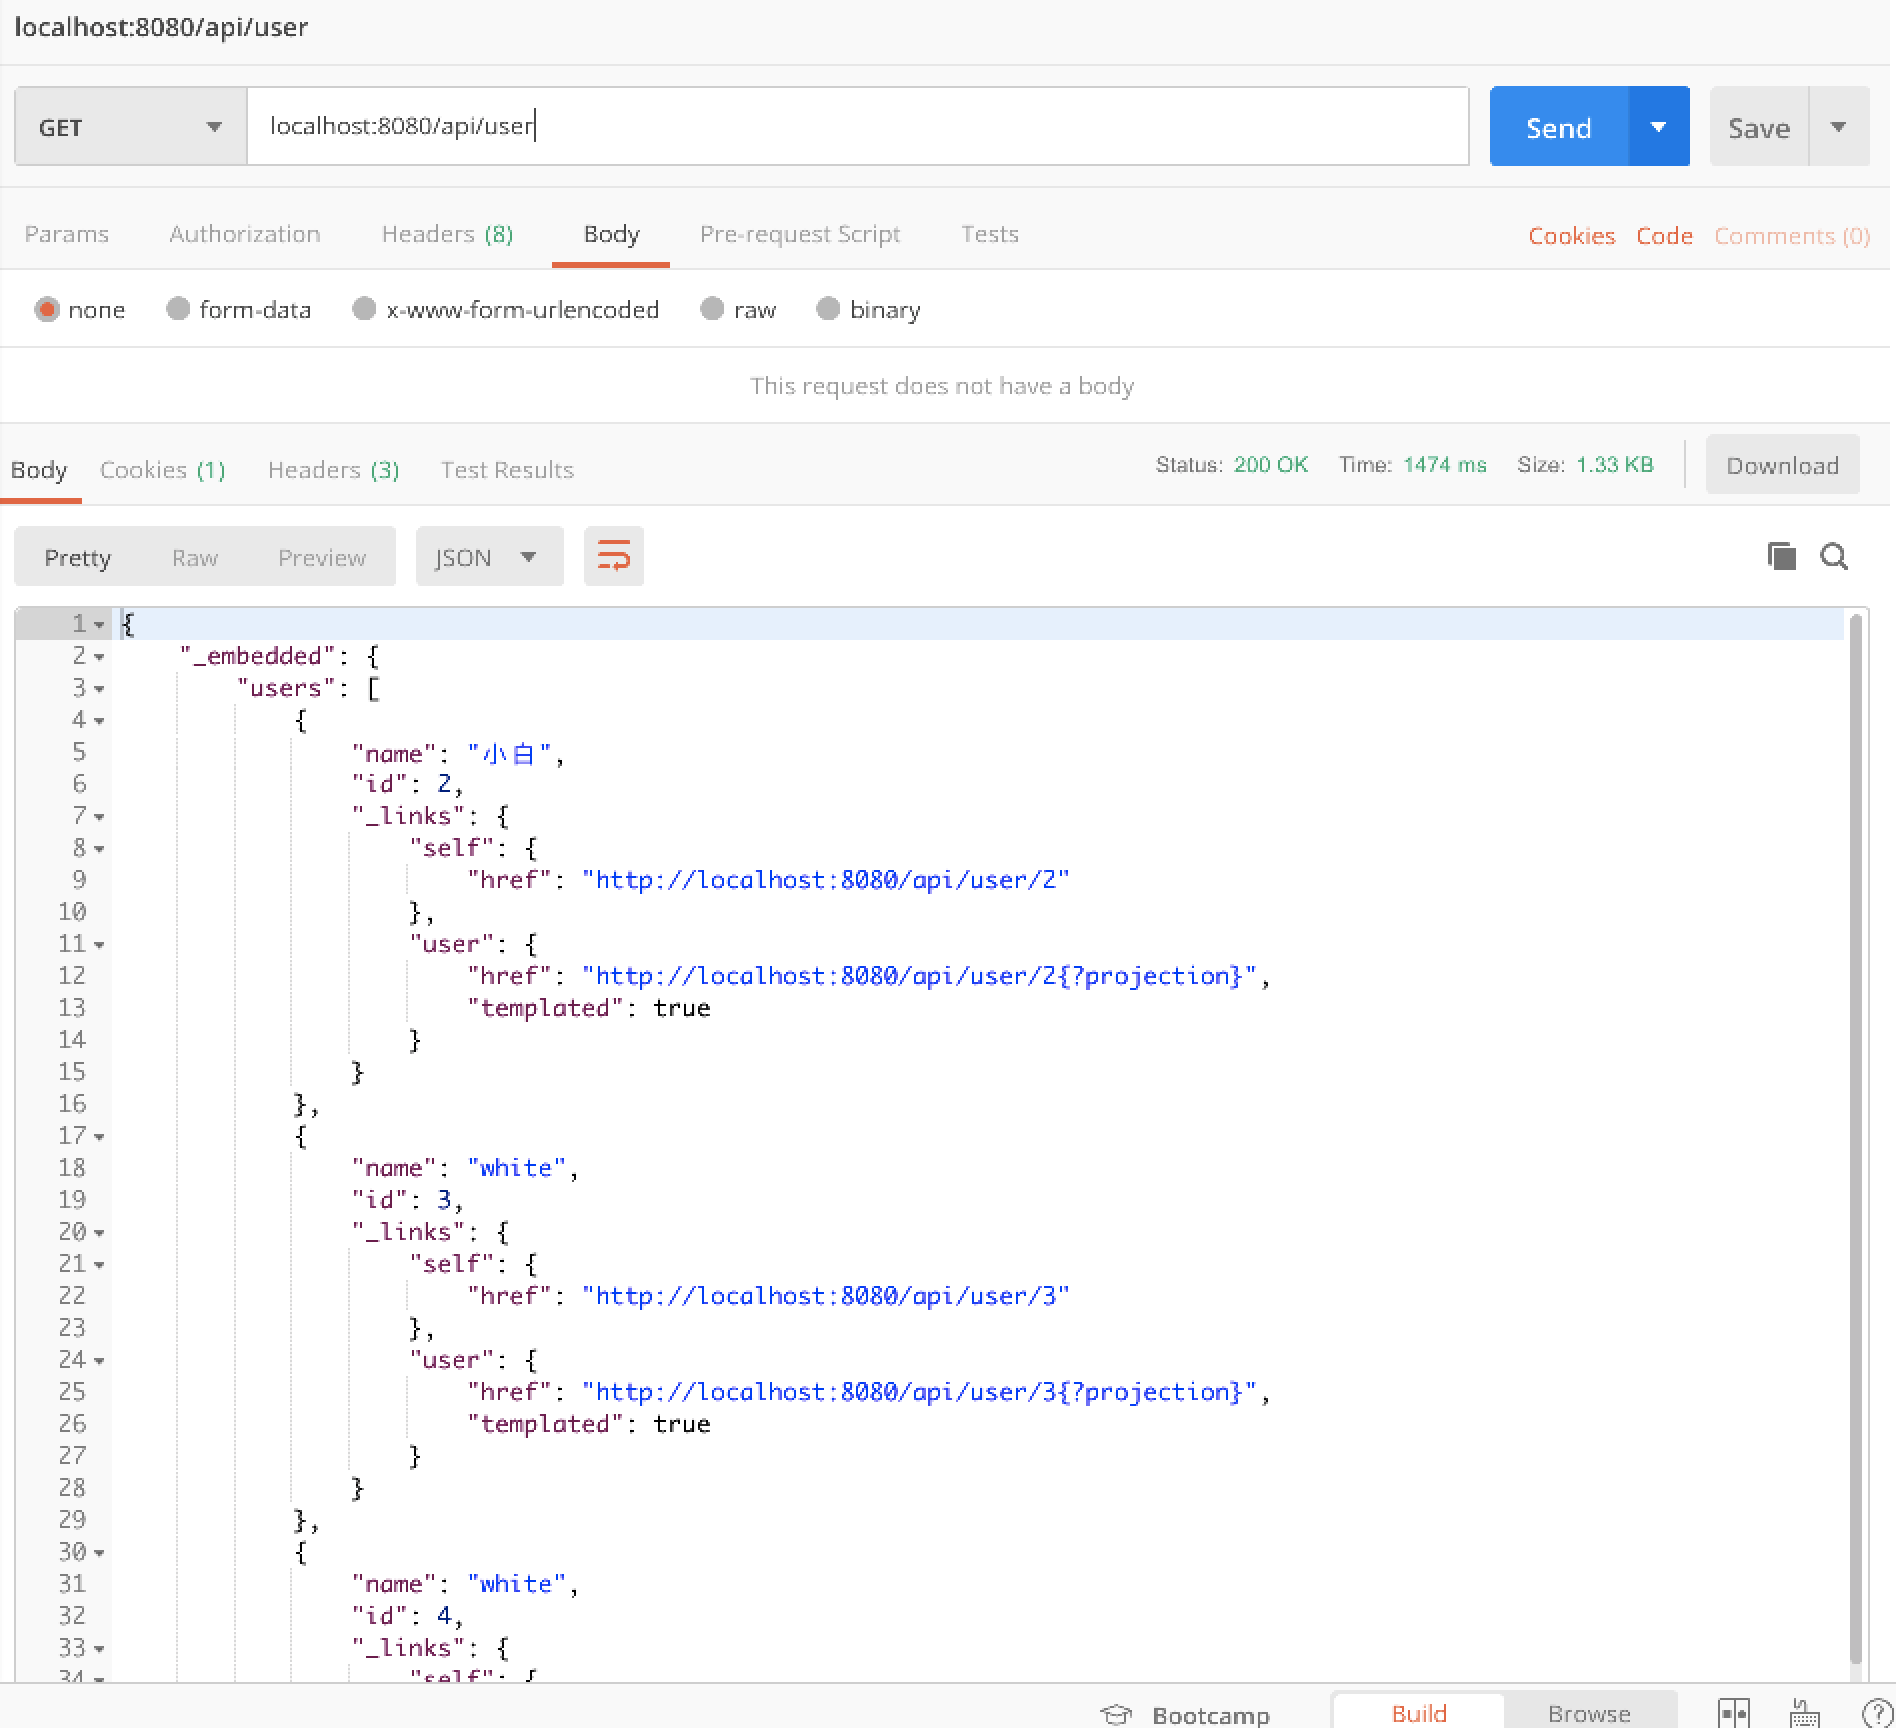 localhost:8080/api/user
GET localhost:8080/api/user Send Save
Params Authorization Headers (8) Body Pre-request Script Tests Cookies Code Comments (0)
none form-data x-www-form-urlencoded raw binary
This request does not have a body
Body Cookies (1) Headers (3) Test Results Status: 200 OK Time: 1474 ms Size: 1.33 KB Download
Pretty Raw Preview JSON
1 {
2 "_embedded": {
3 "users": [
4 {
5 "name": "小白",
6 "id": 2,
7 "_links": {
8 "self": {
9 "href": "http://localhost:8080/api/user/2"
10 },
11 "user": {
12 "href": "http://localhost:8080/api/user/2{?projection}",
13 "templated": true
14 }
15 }
16 },
17 {
18 "name": "white",
19 "id": 3,
20 "_links": {
21 "self": {
22 "href": "http://localhost:8080/api/user/3"
23 },
24 "user": {
25 "href": "http://localhost:8080/api/user/3{?projection}",
26 "templated": true
27 }
28 }
29 },
30 {
31 "name": "white",
32 "id": 4,
33 "_links": {
34 "self": {
Bootcamp Build Browse